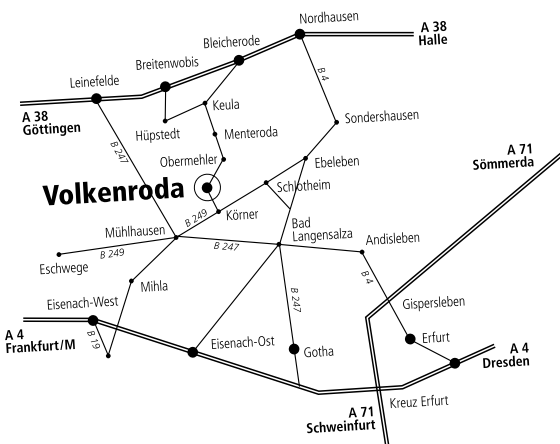 Nordhausen
A 38
Halle
Bleicherode
Breitenwobis
Leinefelde
B 4
A 38
Göttingen
Keula
Hüpstedt
Menteroda
Sondershausen
B 247
Obermehler
Ebeleben
A 71
Sömmerda
Volkenroda
Schlotheim
B 249
Körner
Mühlhausen
Bad
Langensalza
B 247
Andisleben
B 249
Eschwege
B 4
Mihla
Eisenach-West
B 247
Gispersleben
A 4
Frankfurt/M
B 19
Eisenach-Ost
Gotha
Erfurt
A 4
Dresden
Kreuz Erfurt
A 71
Schweinfurt